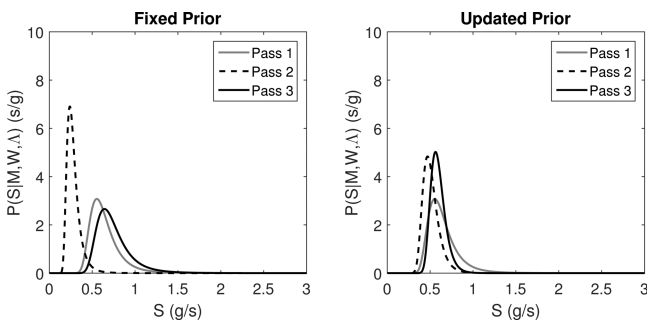 Fixed Prior
10
8
6
4
2
0
P(S|M,W,Λ) (s/g)
0 0.5 1 1.5 2 2.5 3
S (g/s)
Pass 1
Pass 2
Pass 3
Updated Prior
10
8
6
4
2
0
P(S|M,W,Λ) (s/g)
0 0.5 1 1.5 2 2.5 3
S (g/s)
Pass 1
Pass 2
Pass 3